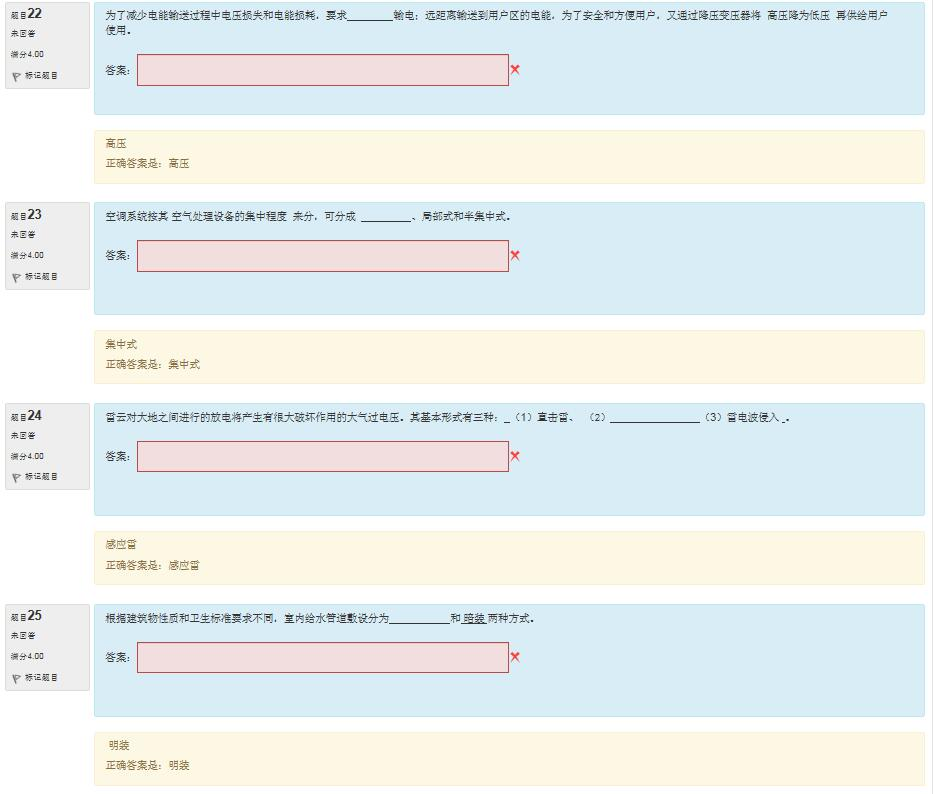 题目22
未回答
满分4.00
标记题目
为了减少电能输送过程中电压损失和电能损耗，要求________输电；远距离输送到用户区的电能，为了安全和方便用户，又通过降压变压器将 高压降为低压 再供给用户
使用。
答案：
高压
正确答案是：高压
题目23
未回答
满分4.00
标记题目
空调系统按其 空气处理设备的集中程度 来分，可分成 _________、局部式和半集中式。
答案：
集中式
正确答案是：集中式
题目24
未回答
满分4.00
标记题目
雷云对大地之间进行的放电将产生有很大破坏作用的大气过电压。其基本形式有三种：_（1）直击雷、 （2）________________（3）雷电波侵入_。
答案：
感应雷
正确答案是：感应雷
题目25
未回答
满分4.00
标记题目
根据建筑物性质和卫生标准要求不同，室内给水管道敷设分为___________和 暗装 两种方式。
答案：
明装
正确答案是：明装